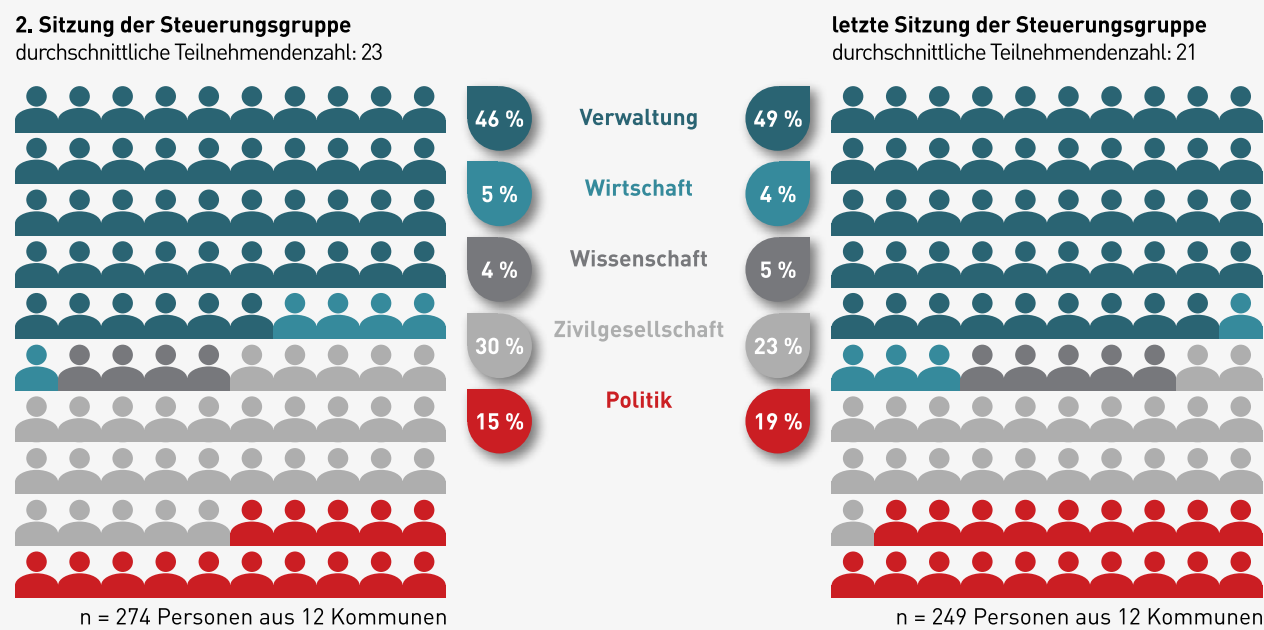 2. Sitzung der Steuerungsgruppe
durchschnittliche Teilnehmendenzahl: 23
letzte Sitzung der Steuerungsgruppe
durchschnittliche Teilnehmendenzahl: 21
46 % Verwaltung 49 %
5 % Wirtschaft 4 %
4 % Wissenschaft 5 %
30 % Zivilgesellschaft 23 %
15 % Politik 19 %
n = 274 Personen aus 12 Kommunen
n = 249 Personen aus 12 Kommunen